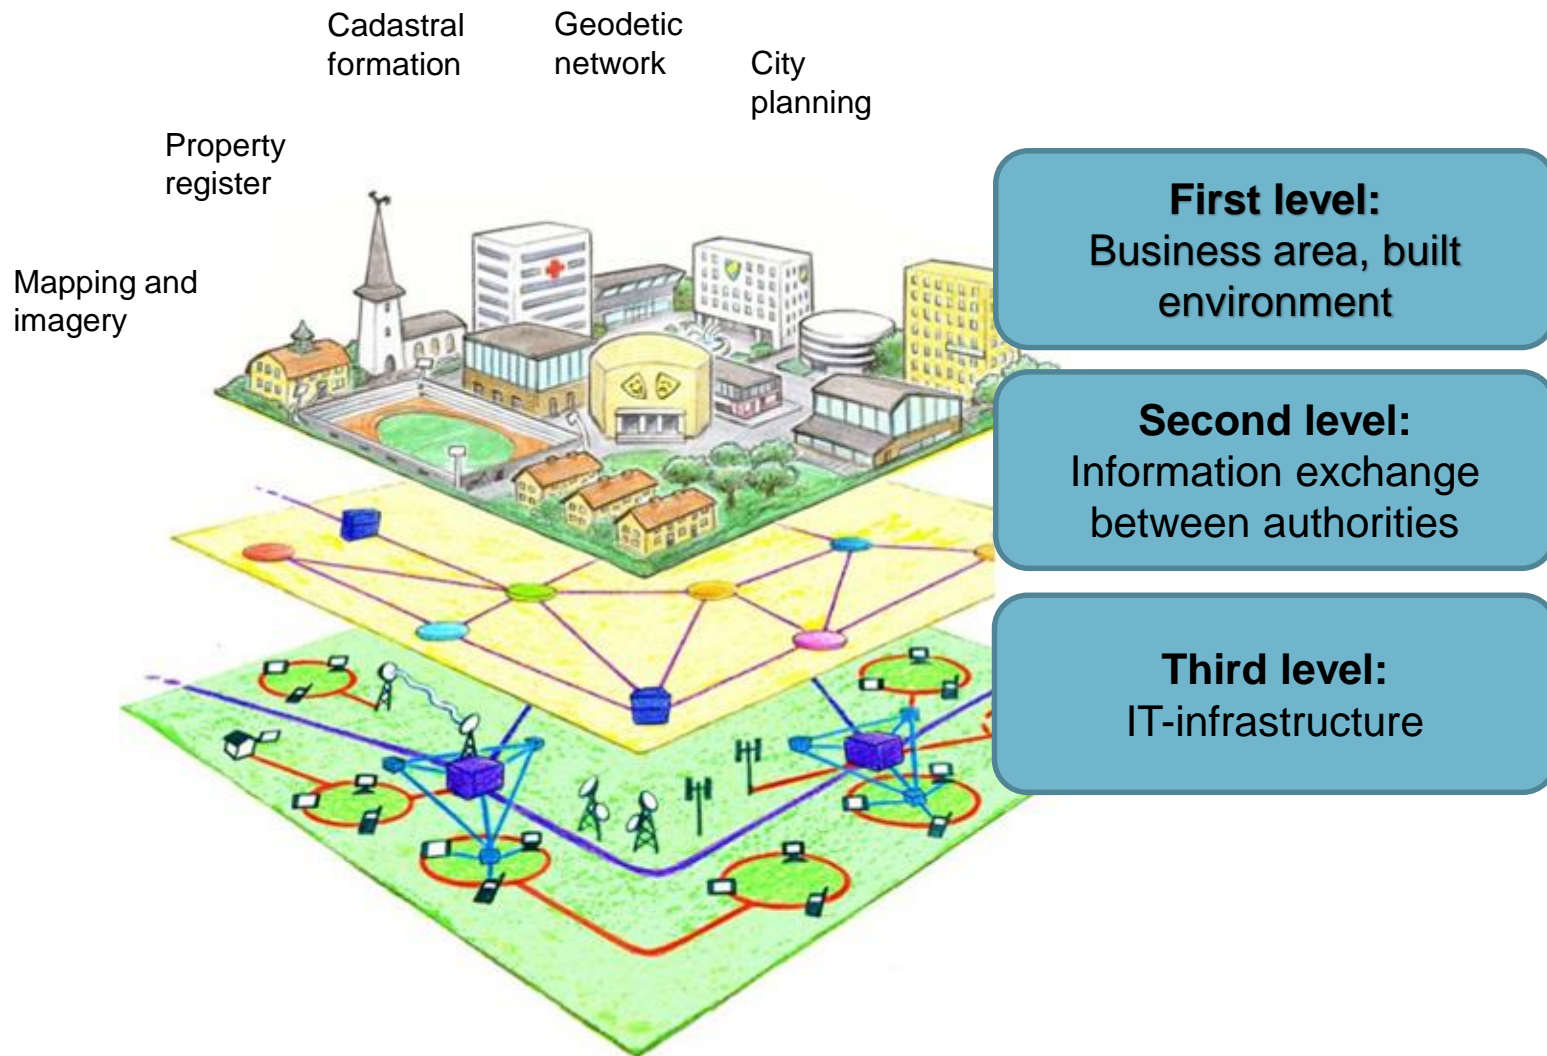 Cadastral
formation
Geodetic
network
City
planning
Property
register
Mapping and
imagery
First level:
Business area, built
environment
Second level:
Information exchange
between authorities
Third level:
IT-infrastructure